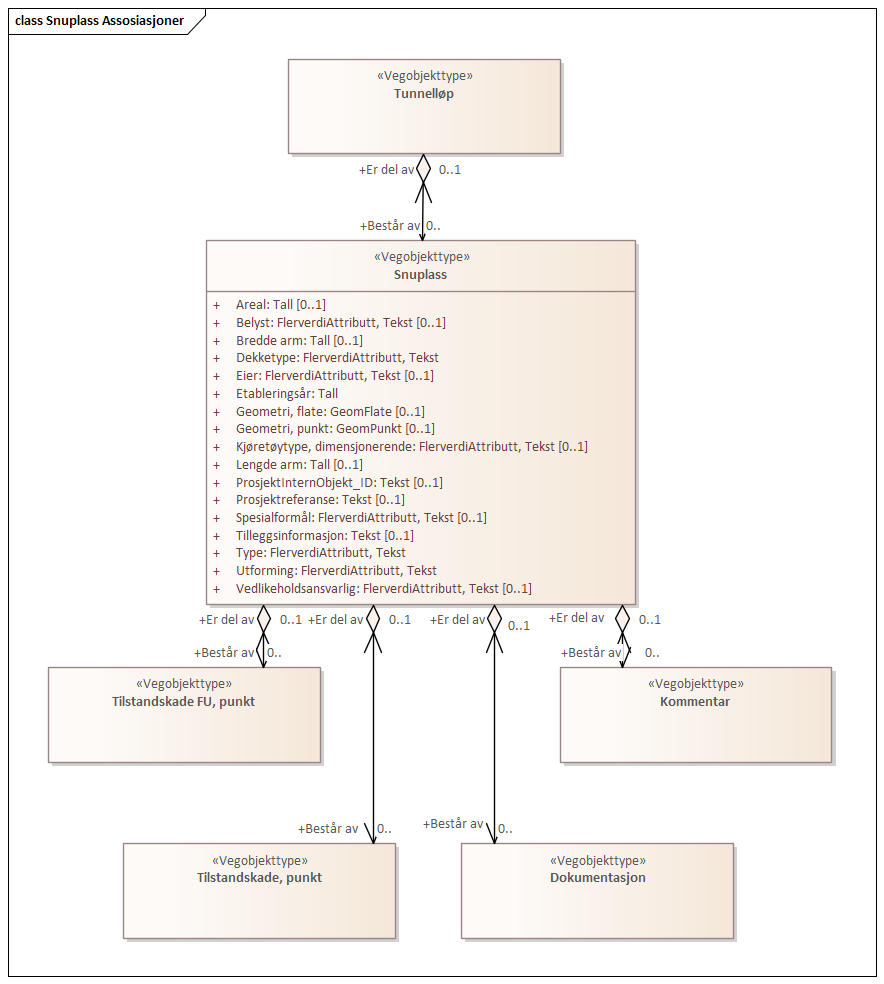 class Snuplass Assosiasjoner
«Vegobjekttype»
Tunnelløp
+Er del av 0..1
+Består av 0..
«Vegobjekttype»
Snuplass
+ Areal: Tall [0..1]
+ Belyst: FlerverdiAttributt, Tekst [0..1]
+ Bredde arm: Tall [0..1]
+ Dekketype: FlerverdiAttributt, Tekst
+ Eier: FlerverdiAttributt, Tekst [0..1]
+ Etableringsår: Tall
+ Geometri, flate: GeomFlate [0..1]
+ Geometri, punkt: GeomPunkt [0..1]
+ Kjøretøytype, dimensjonerende: FlerverdiAttributt, Tekst [0..1]
+ Lengde arm: Tall [0..1]
+ ProsjektInternObjekt_ID: Tekst [0..1]
+ Prosjektreferanse: Tekst [0..1]
+ Spesialformål: FlerverdiAttributt, Tekst [0..1]
+ Tilleggsinformasjon: Tekst [0..1]
+ Type: FlerverdiAttributt, Tekst
+ Utforming: FlerverdiAttributt, Tekst
+ Vedlikeholdsansvarlig: FlerverdiAttributt, Tekst [0..1]
+Er del av 0..1 +Er del av 0..1 +Er del av 0..1 +Er del av 0..1
+Består av 0.. +Består av 0..
«Vegobjekttype»
Tilstandskade FU, punkt
«Vegobjekttype»
Kommentar
+Består av 0.. +Består av 0..
«Vegobjekttype»
Tilstandskade, punkt
«Vegobjekttype»
Dokumentasjon